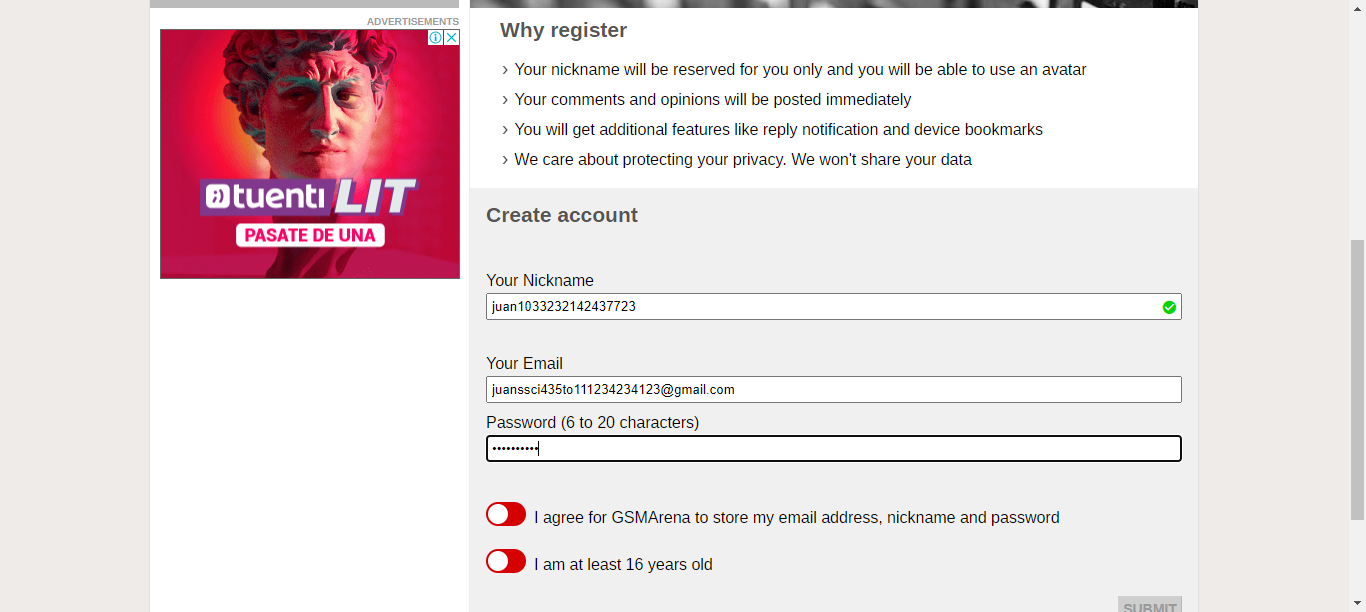 ADVERTISEMENTS
tuenti LIT
PASATE DE UNA
Why register
› Your nickname will be reserved for you only and you will be able to use an avatar
› Your comments and opinions will be posted immediately
› You will get additional features like reply notification and device bookmarks
› We care about protecting your privacy. We won't share your data
Create account
Your Nickname
juan1033232142437723
Your Email
juanssci435to111234234123@gmail.com
Password (6 to 20 characters)
••••••••••
I agree for GSMArena to store my email address, nickname and password
I am at least 16 years old
SUBMIT